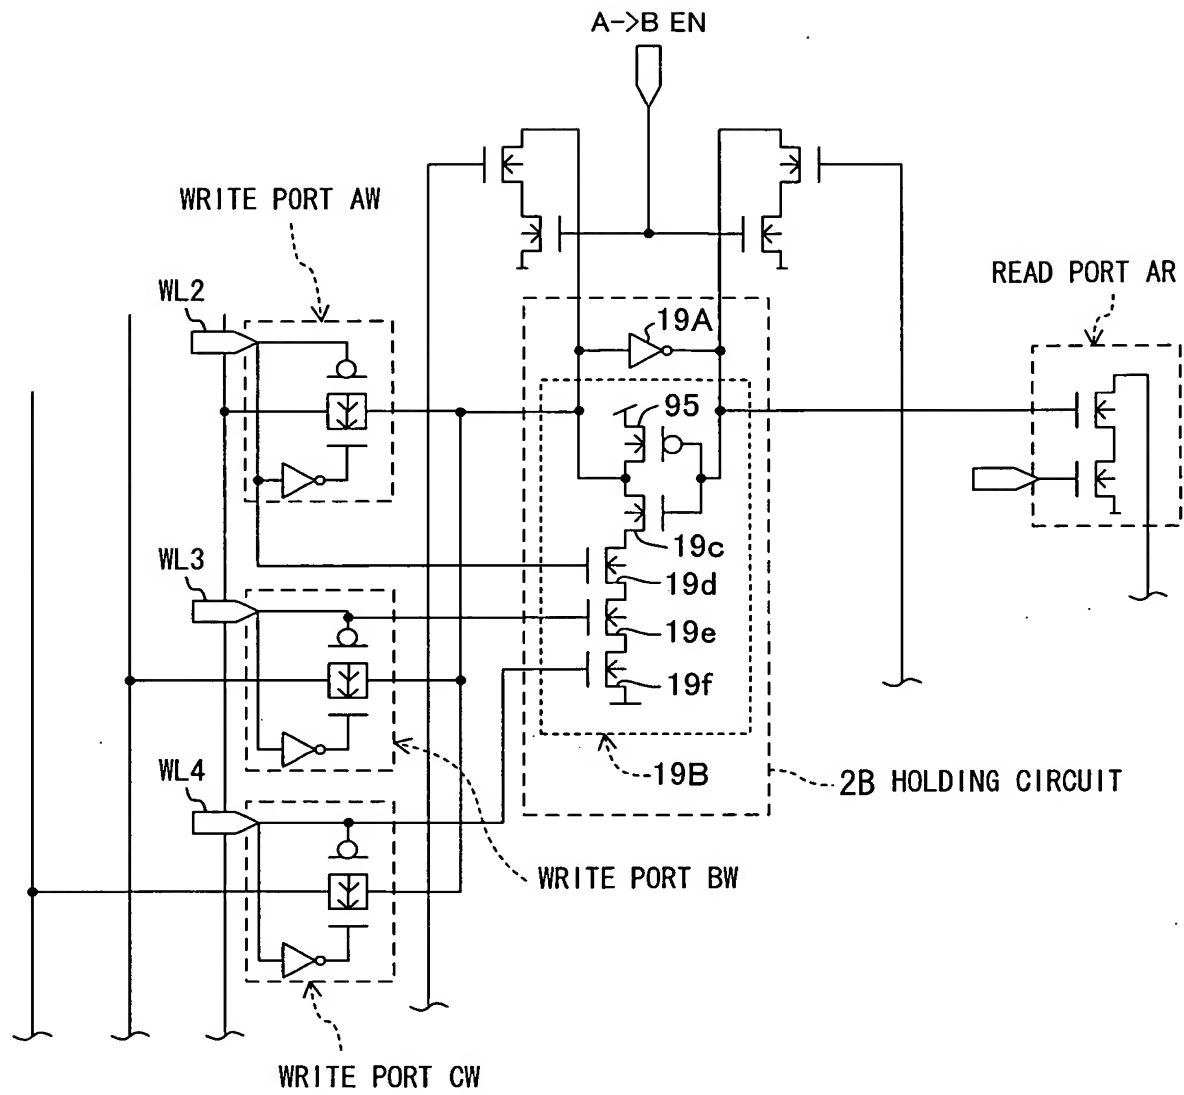 A->B EN
WRITE PORT AW
READ PORT AR
WL2
19A
95
19c
WL3
19d
19e
19f
WL4
19B
2B HOLDING CIRCUIT
WRITE PORT BW
WRITE PORT CW